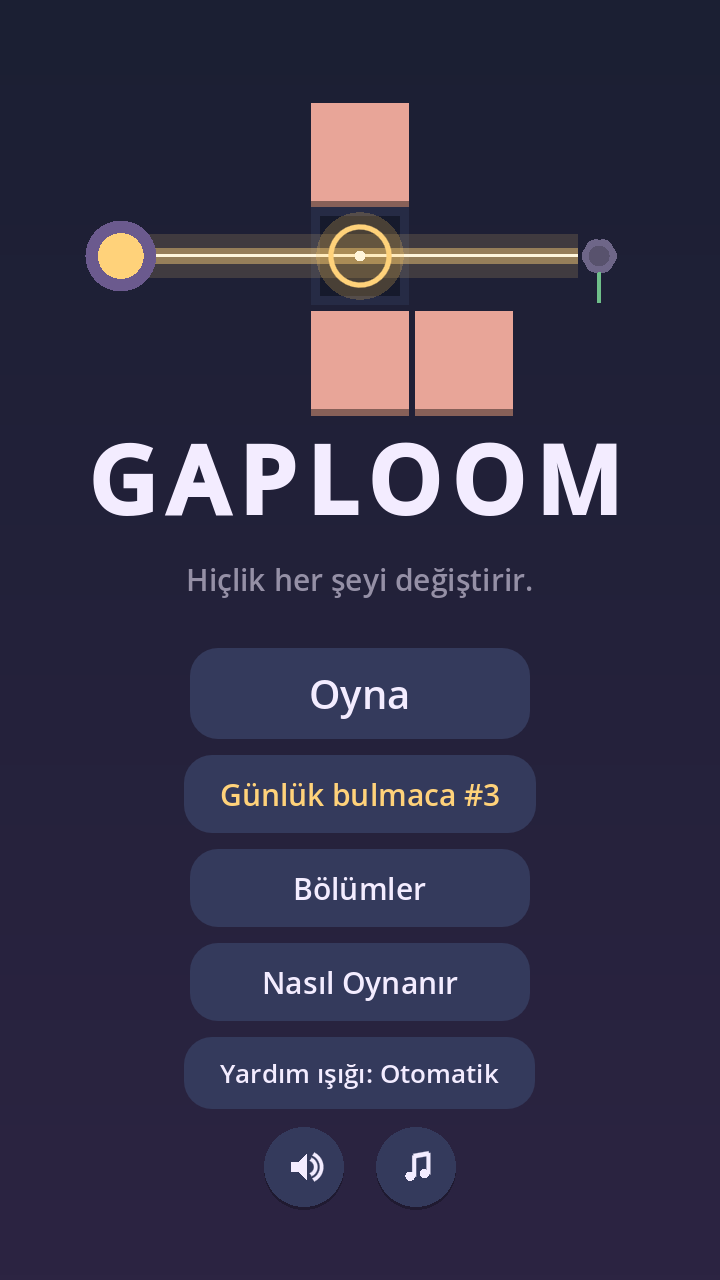 GAPLOOM
Hiçlik her şeyi değiştirir.
Oyna
Günlük bulmaca #3
Bölümler
Nasıl Oynanır
Yardım ışığı: Otomatik